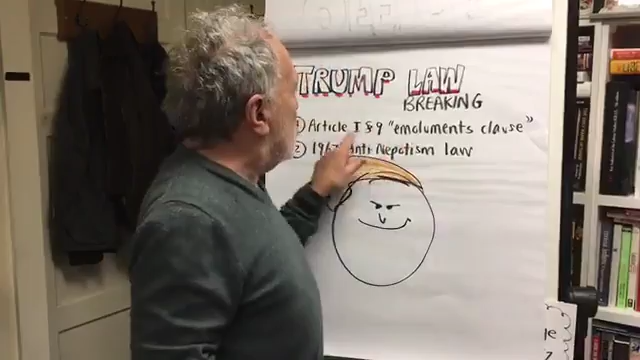 TRUMP LAW
BREAKING
1) Article I § 9 "emoluments clause"
2) 1967 Anti Nepotism law